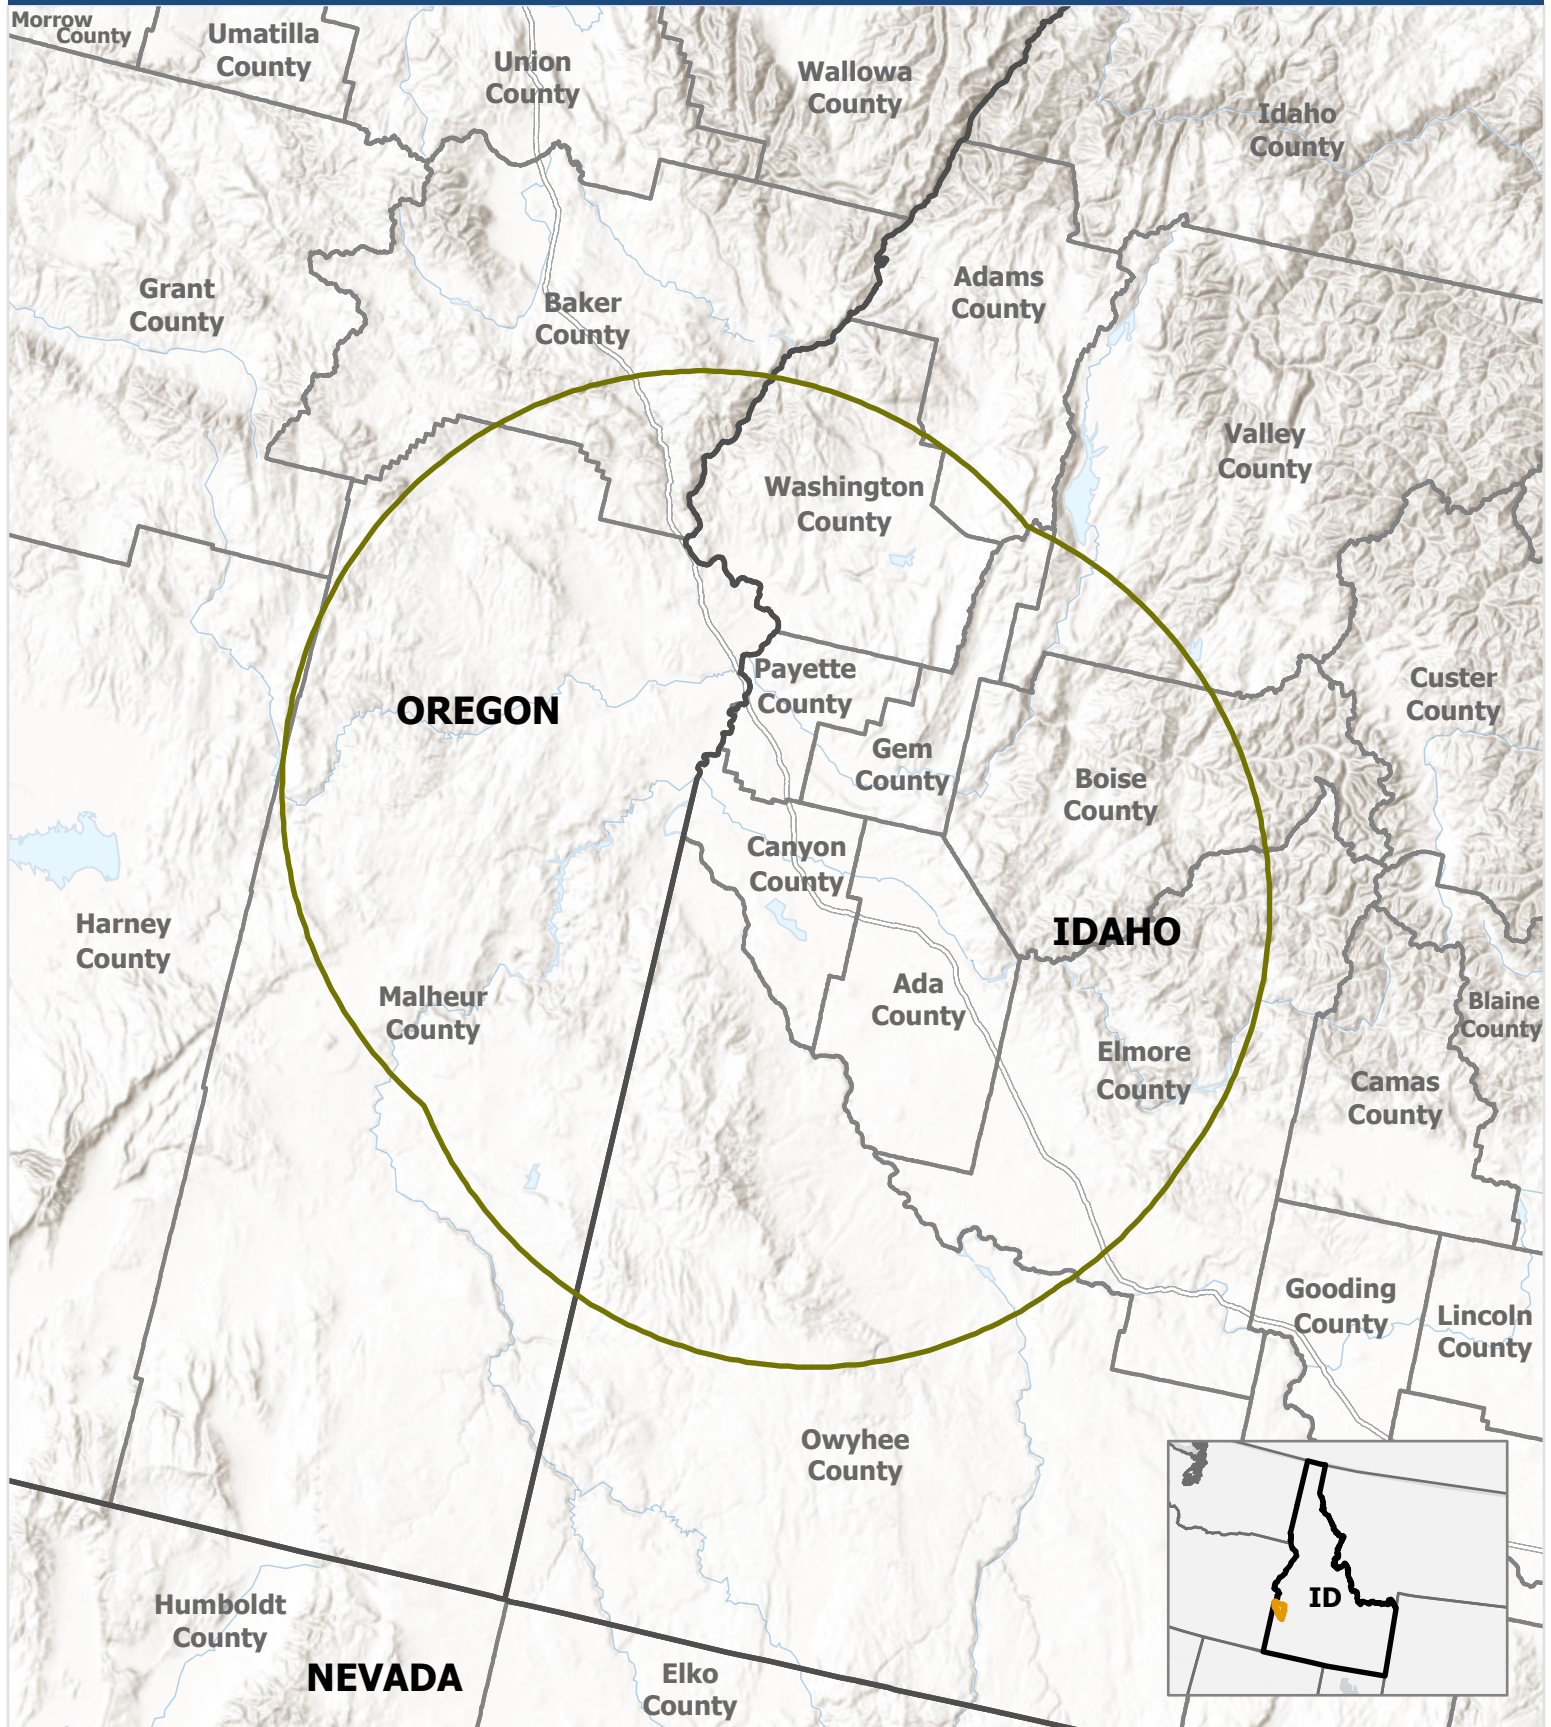 Morrow
County
Umatilla
County
Union
County
Wallowa
County
Idaho
County
Grant
County
Baker
County
Adams
County
Valley
County
Washington
County
Payette
County
Custer
County
OREGON
Gem
County
Boise
County
Canyon
County
Harney
County
IDAHO
Malheur
County
Ada
County
Blaine
County
Elmore
County
Camas
County
Gooding
County
Lincoln
County
Owyhee
County
ID
Humboldt
County
NEVADA
Elko
County